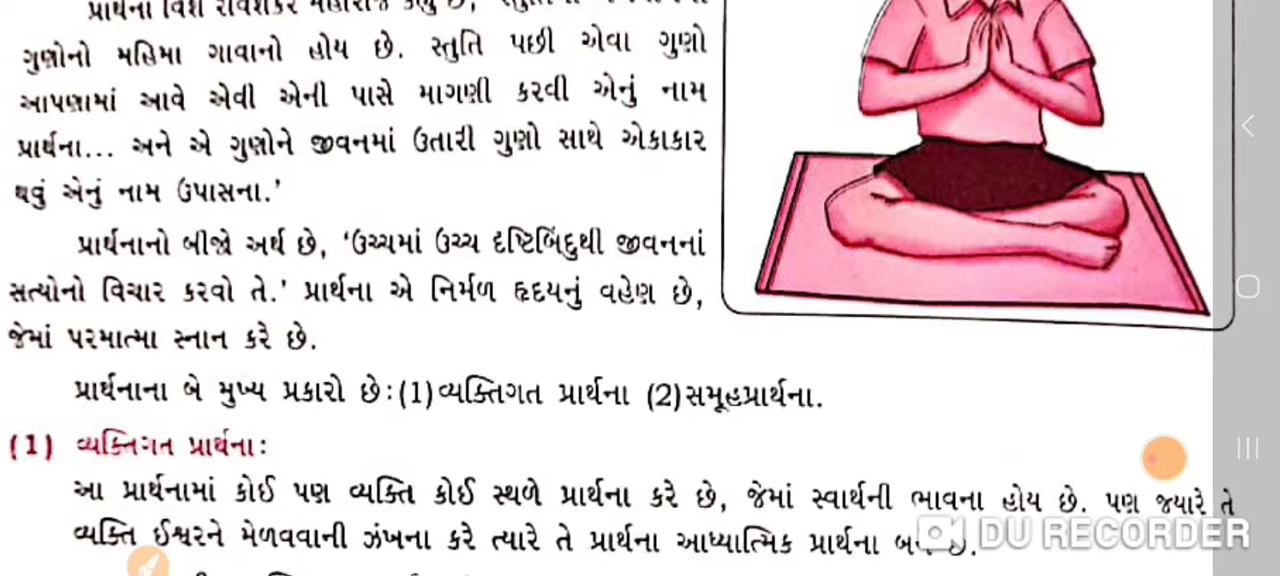 ગુણોનો મહિમા ગાવાનો હોય છે. સ્તુતિ પછી એવા ગુણો
આપણામાં આવે એવી એની પાસે માગણી કરવી એનું નામ
પ્રાર્થના... અને એ ગુણોને જીવનમાં ઉતારી ગુણો સાથે એકાકાર
થવું એનું નામ ઉપાસના.’
પ્રાર્થનાનો બીજો અર્થ છે, ‘ઉચ્ચમાં ઉચ્ચ દૃષ્ટિબિંદુથી જીવનનાં
સત્યોનો વિચાર કરવો તે.’ પ્રાર્થના એ નિર્મળ હૃદયનું વહેણ છે,
જેમાં પરમાત્મા સ્નાન કરે છે.
પ્રાર્થનાના બે મુખ્ય પ્રકારો છે: (1) વ્યક્તિગત પ્રાર્થના (2) સમૂહપ્રાર્થના.
(1) વ્યક્તિગત પ્રાર્થના:
આ પ્રાર્થનામાં કોઈ પણ વ્યક્તિ કોઈ સ્થળે પ્રાર્થના કરે છે, જેમાં સ્વાર્થની ભાવના હોય છે. પણ જ્યારે તે
વ્યક્તિ ઈશ્વરને મેળવવાની ઝંખના કરે ત્યારે તે પ્રાર્થના આધ્યાત્મિક પ્રાર્થના
DU RECORDER